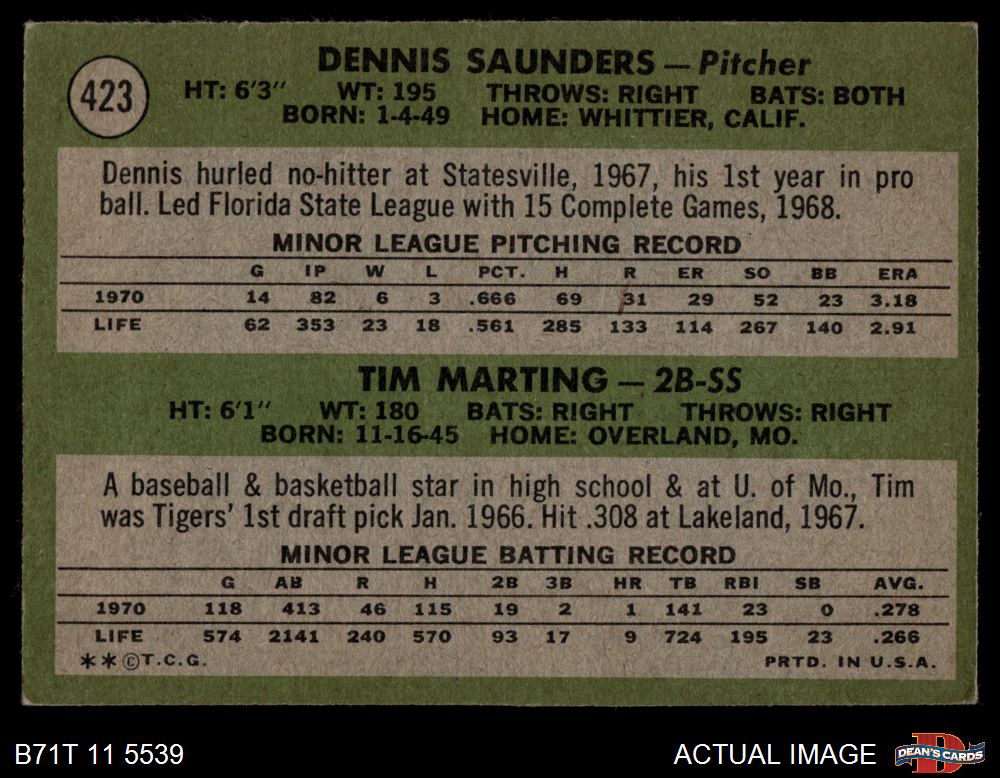 423
DENNIS SAUNDERS — Pitcher
HT: 6'3" WT: 195 THROWS: RIGHT BATS: BOTH
BORN: 1-4-49 HOME: WHITTIER, CALIF.
Dennis hurled no-hitter at Statesville, 1967, his 1st year in pro
ball. Led Florida State League with 15 Complete Games, 1968.
MINOR LEAGUE PITCHING RECORD
G IP W L PCT. H R ER SO BB ERA
1970 14 82 6 3 .666 69 31 29 52 23 3.18
LIFE 62 353 23 18 .561 285 133 114 267 140 2.91
TIM MARTING — 2B-SS
HT: 6'1" WT: 180 BATS: RIGHT THROWS: RIGHT
BORN: 11-16-45 HOME: OVERLAND, MO.
A baseball & basketball star in high school & at U. of Mo., Tim
was Tigers' 1st draft pick Jan. 1966. Hit .308 at Lakeland, 1967.
MINOR LEAGUE BATTING RECORD
G AB R H 2B 3B HR TB RBI SB AVG.
1970 118 413 46 115 19 2 1 141 23 0 .278
LIFE 574 2141 240 570 93 17 9 724 195 23 .266
**©T.C.G. PRTD. IN U.S.A.
B71T 11 5539 ACTUAL IMAGE DEAN'S CARDS